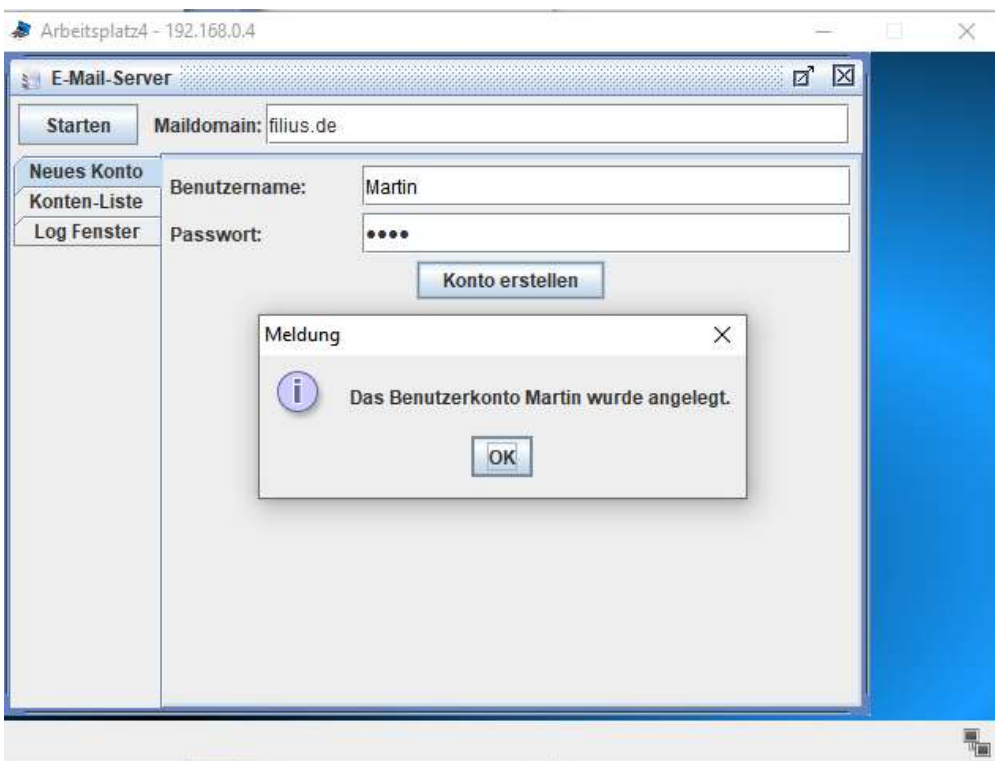 Arbeitsplatz4 - 192.168.0.4
E-Mail-Server
Starten Maildomain: filius.de
Neues Konto
Konten-Liste
Log Fenster
Benutzername: Martin
Passwort: ••••
Konto erstellen
Meldung
Das Benutzerkonto Martin wurde angelegt.
OK